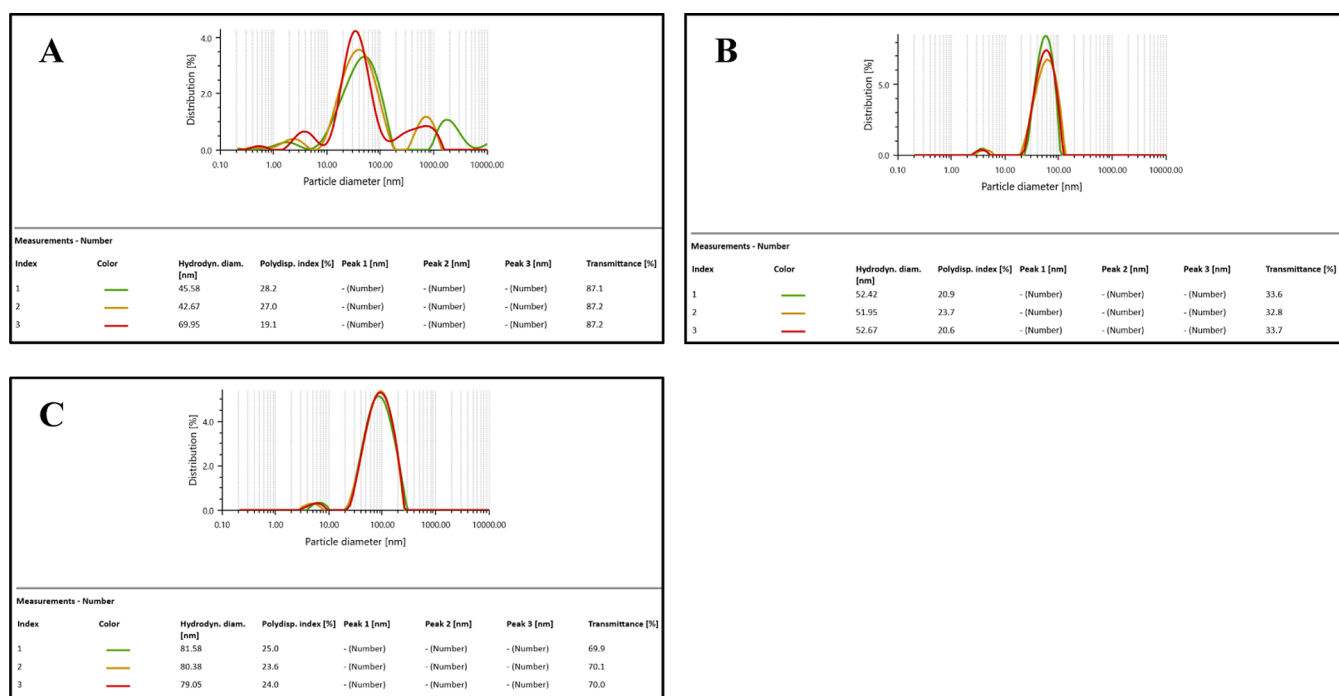 A
Distribution [%]
4.0
2.0
0.0
0.10 1.00 10.00 100.00 1000.00 10000.00
Particle diameter [nm]
Measurements - Number
Index Color Hydrodyn. diam. [nm] Polydisp. index [%] Peak 1 [nm] Peak 2 [nm] Peak 3 [nm] Transmittance [%]
1 45.58 28.2 - (Number) - (Number) - (Number) 87.1
2 42.67 27.0 - (Number) - (Number) - (Number) 87.2
3 69.95 19.1 - (Number) - (Number) - (Number) 87.2
B
Distribution [%]
5.0
0.0
0.10 1.00 10.00 100.00 1000.00 10000.00
Particle diameter [nm]
Measurements - Number
Index Color Hydrodyn. diam. [nm] Polydisp. index [%] Peak 1 [nm] Peak 2 [nm] Peak 3 [nm] Transmittance [%]
1 52.42 20.9 - (Number) - (Number) - (Number) 33.6
2 51.95 23.7 - (Number) - (Number) - (Number) 32.8
3 52.67 20.6 - (Number) - (Number) - (Number) 33.7
C
Distribution [%]
4.0
2.0
0.0
0.10 1.00 10.00 100.00 1000.00 10000.00
Particle diameter [nm]
Measurements - Number
Index Color Hydrodyn. diam. [nm] Polydisp. index [%] Peak 1 [nm] Peak 2 [nm] Peak 3 [nm] Transmittance [%]
1 81.58 25.0 - (Number) - (Number) - (Number) 69.9
2 80.38 23.6 - (Number) - (Number) - (Number) 70.1
3 79.05 24.0 - (Number) - (Number) - (Number) 70.0